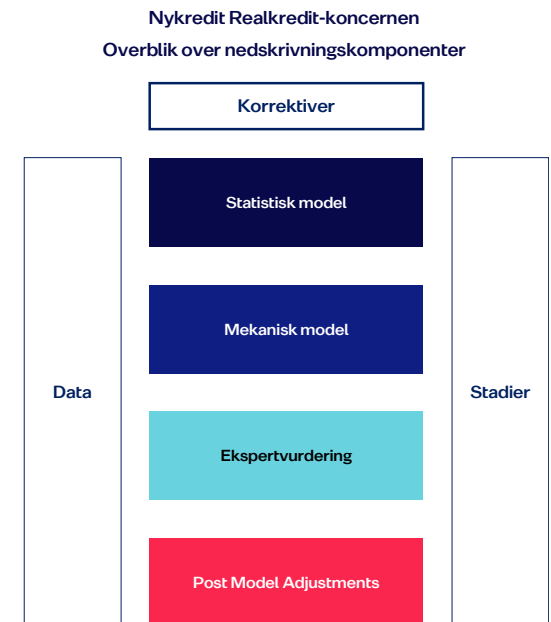 Nykredit Realkredit-koncernen
Overblik over nedskrivningskomponenter
Korrektiver
Statistisk model
Mekanisk model
Data
Stadier
Ekspertvurdering
Post Model Adjustments